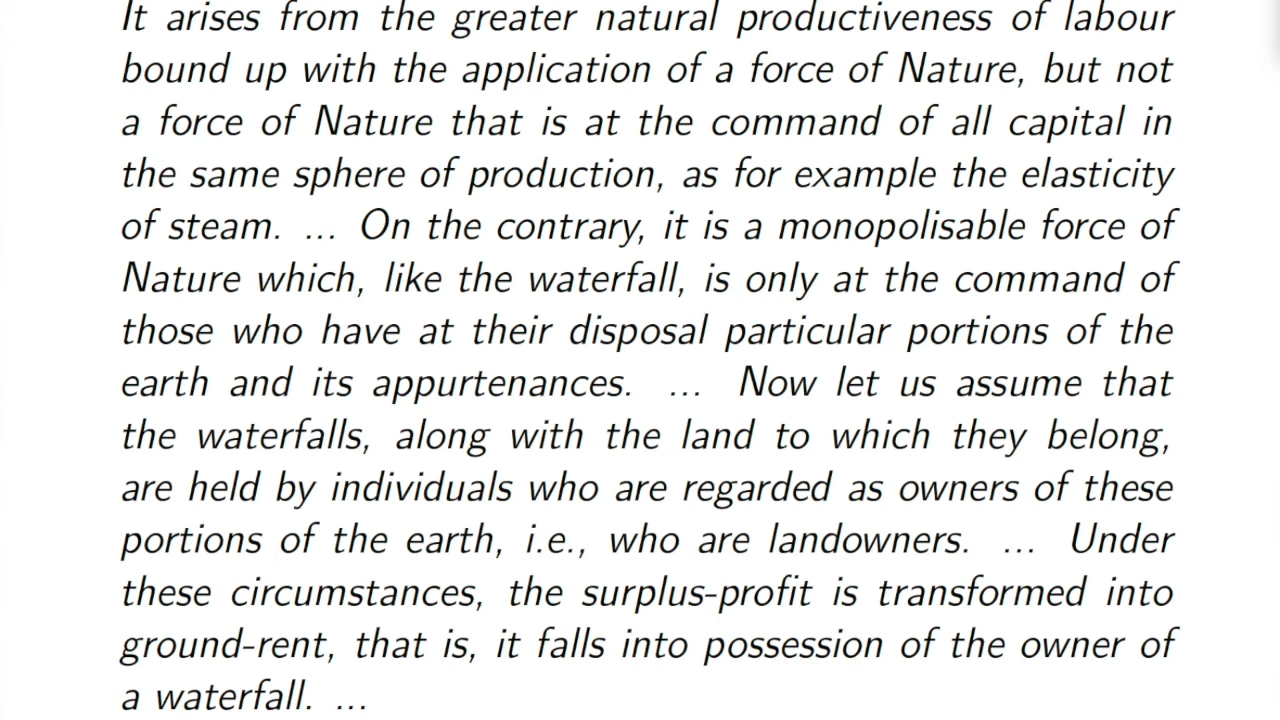 It arises from the greater natural productiveness of labour
bound up with the application of a force of Nature, but not
a force of Nature that is at the command of all capital in
the same sphere of production, as for example the elasticity
of steam. ... On the contrary, it is a monopolisable force of
Nature which, like the waterfall, is only at the command of
those who have at their disposal particular portions of the
earth and its appurtenances. ... Now let us assume that
the waterfalls, along with the land to which they belong,
are held by individuals who are regarded as owners of these
portions of the earth, i.e., who are landowners. ... Under
these circumstances, the surplus-profit is transformed into
ground-rent, that is, it falls into possession of the owner of
a waterfall. ...